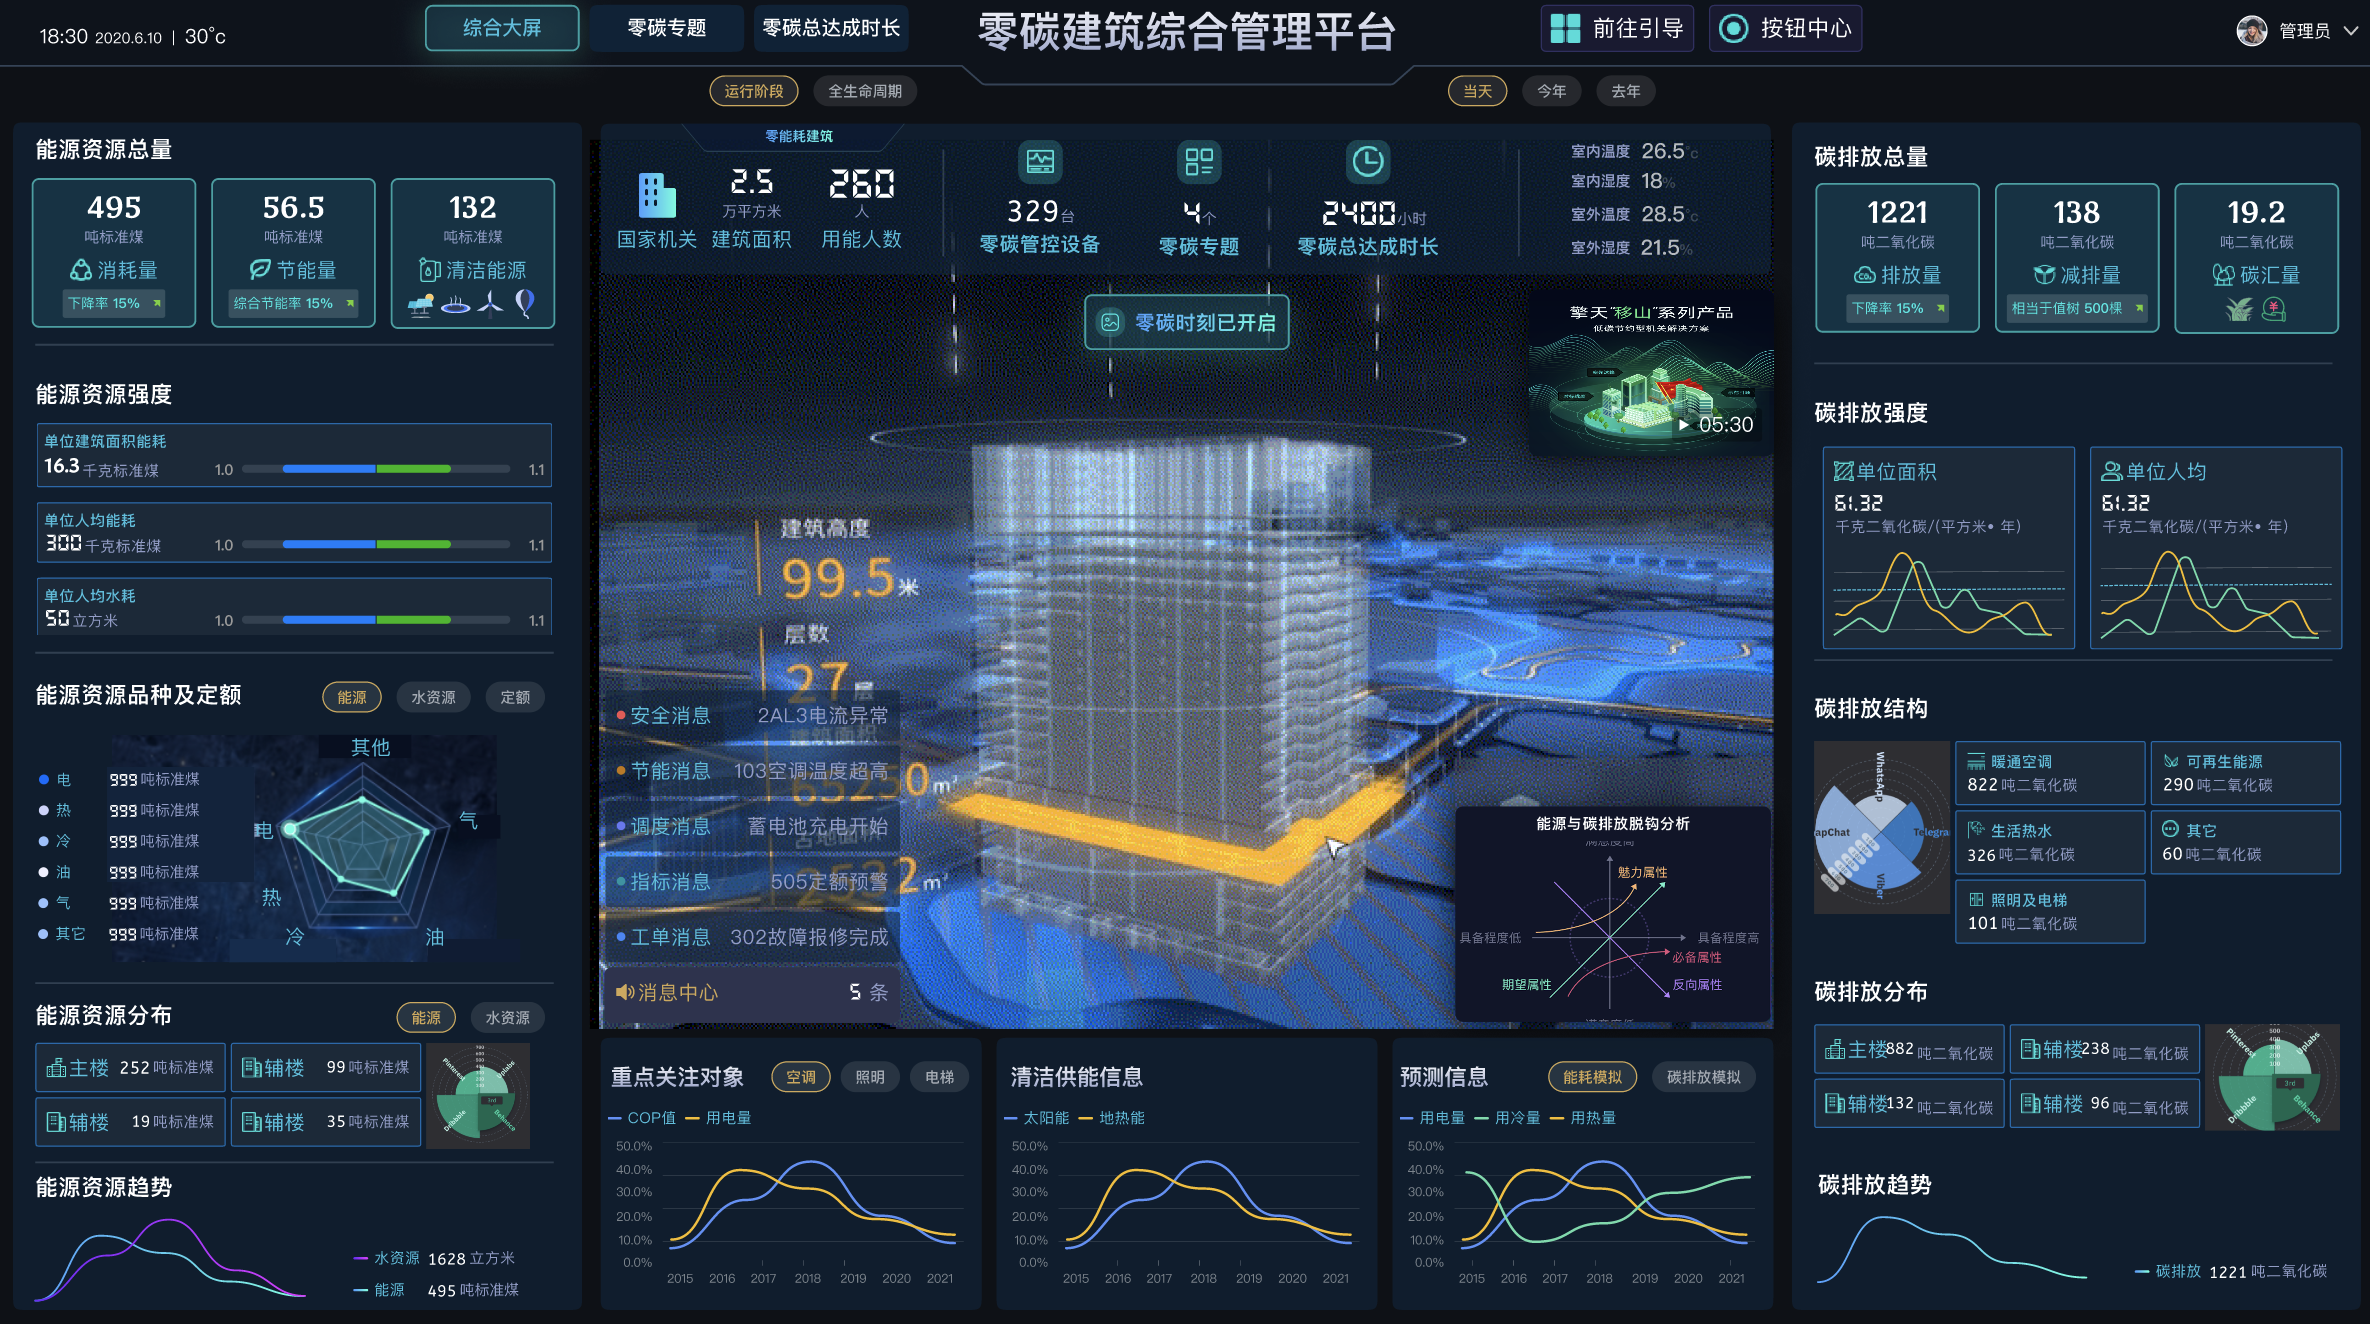 18:30 2020.6.10 | 30°c
综合大屏
零碳专题
零碳总达成时长
零碳建筑综合管理平台
前往引导
按钮中心
管理员
运行阶段
全生命周期
当天
今年
去年
能源资源总量
495
吨标准煤
消耗量
下降率 15%
56.5
吨标准煤
节能量
综合节能率 15%
132
吨标准煤
清洁能源
能源资源强度
单位建筑面积能耗
16.3 千克标准煤
1.0
1.1
单位人均能耗
300 千克标准煤
1.0
1.1
单位人均水耗
50 立方米
1.0
1.1
能源资源品种及定额
能源
水资源
定额
电 999 吨标准煤
热 999 吨标准煤
冷 999 吨标准煤
油 999 吨标准煤
气 999 吨标准煤
其它 999 吨标准煤
其他
气
油
冷
热
电
能源资源分布
能源
水资源
主楼 252 吨标准煤
辅楼 99 吨标准煤
辅楼 19 吨标准煤
辅楼 35 吨标准煤
Pinterest
Uplabs
Dribbble
Behance
3rd
能源资源趋势
水资源 1628 立方米
能源 495 吨标准煤
零能耗建筑
国家机关
2.5
万平方米
建筑面积
260
人
用能人数
329台
零碳管控设备
4个
零碳专题
2400小时
零碳总达成时长
室内温度 26.5°c
室内湿度 18%
室外温度 28.5°c
室外湿度 21.5%
零碳时刻已开启
擎天“移山”系列产品
低碳节约型机关解决方案
05:30
建筑高度
99.5米
层数
27层
建筑面积
65250m²
占地面积
2532m²
安全消息 2AL3电流异常
节能消息 103空调温度超高
调度消息 蓄电池充电开始
指标消息 505定额预警
工单消息 302故障报修完成
消息中心 5 条
能源与碳排放脱钩分析
魅力属性
具备程度低
具备程度高
必备属性
期望属性
反向属性
重点关注对象
空调
照明
电梯
COP值
用电量
50.0%
40.0%
30.0%
20.0%
10.0%
0.0%
2015 2016 2017 2018 2019 2020 2021
清洁供能信息
太阳能
地热能
50.0%
40.0%
30.0%
20.0%
10.0%
0.0%
2015 2016 2017 2018 2019 2020 2021
预测信息
能耗模拟
碳排放模拟
用电量
用冷量
用热量
50.0%
40.0%
30.0%
20.0%
10.0%
0.0%
2015 2016 2017 2018 2019 2020 2021
碳排放总量
1221
吨二氧化碳
排放量
下降率 15%
138
吨二氧化碳
减排量
相当于值树 500棵
19.2
吨二氧化碳
碳汇量
碳排放强度
单位面积
61.32
千克二氧化碳/(平方米• 年)
单位人均
61.32
千克二氧化碳/(平方米• 年)
碳排放结构
WhatsApp
apChat
Telegra
Viber
暖通空调
822 吨二氧化碳
可再生能源
290 吨二氧化碳
生活热水
326 吨二氧化碳
其它
60 吨二氧化碳
照明及电梯
101 吨二氧化碳
碳排放分布
主楼882 吨二氧化碳
辅楼238 吨二氧化碳
辅楼132 吨二氧化碳
辅楼 96 吨二氧化碳
Pinterest
Uplabs
Dribbble
Behance
3rd
碳排放趋势
碳排放 1221 吨二氧化碳